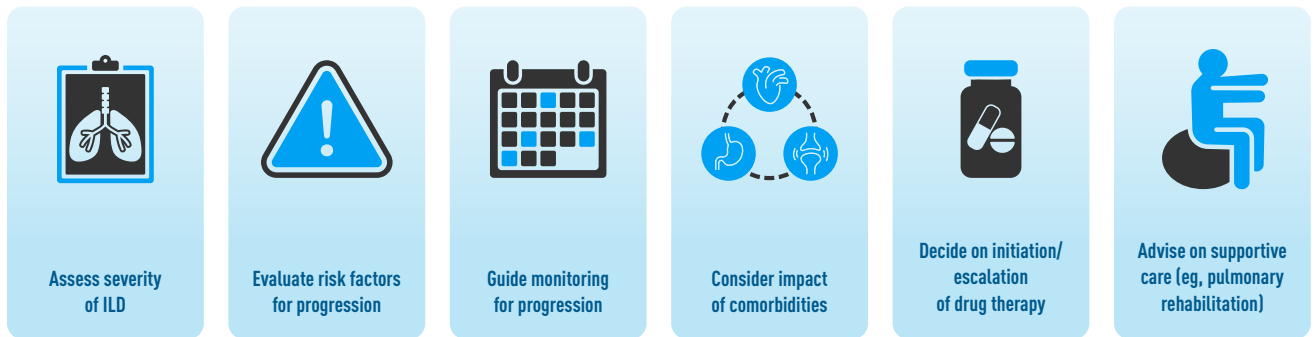 Assess severity
of ILD
Evaluate risk factors
for progression
Guide monitoring
for progression
Consider impact
of comorbidities
Decide on initiation/
escalation
of drug therapy
Advise on supportive
care (eg, pulmonary
rehabilitation)